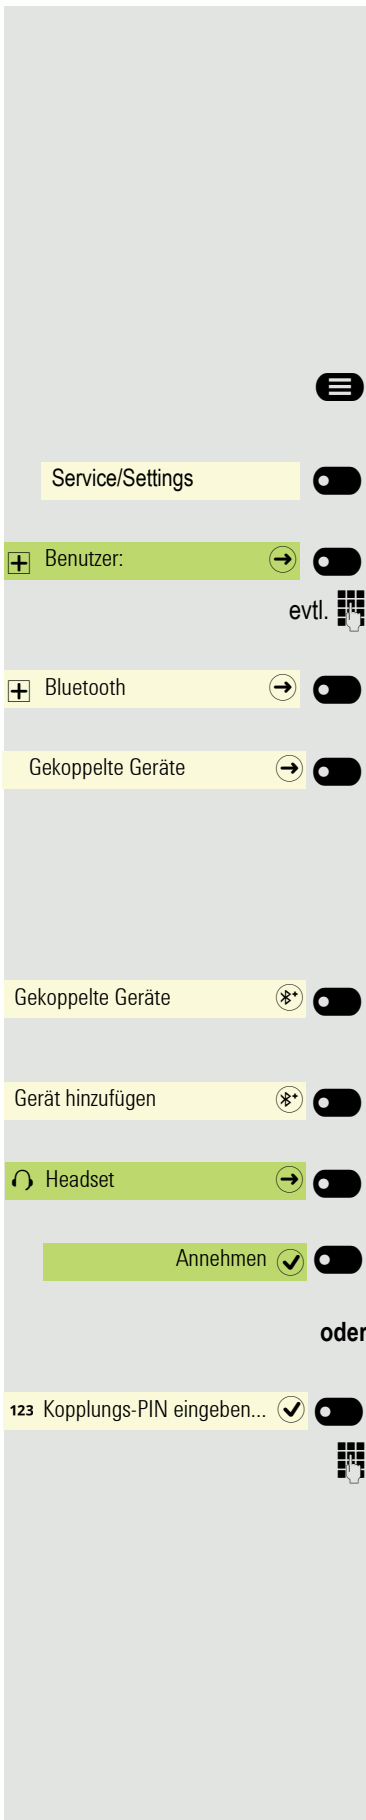 Service/Settings
Benutzer:
evtl.
Bluetooth
Gekoppelte Geräte
Gekoppelte Geräte
Gerät hinzufügen
Headset
Annehmen
oder
123 Kopplungs-PIN eingeben...